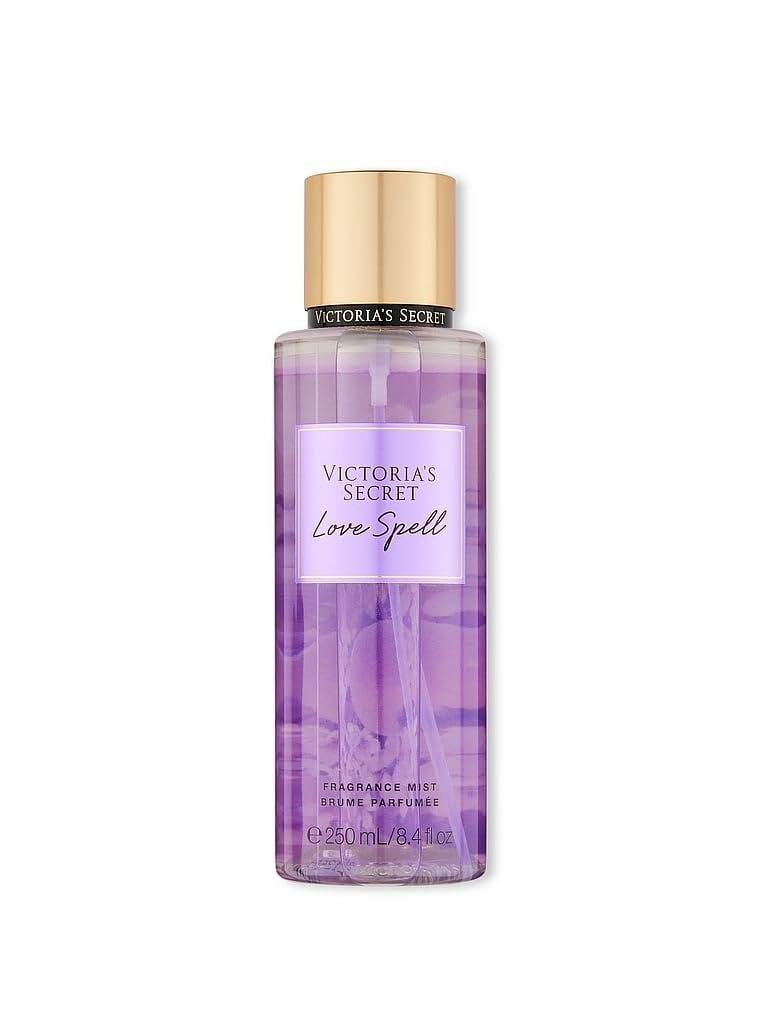 VICTORIA'S SECRET
VICTORIA'S
SECRET
Love Spell
FRAGRANCE MIST
BRUME PARFUMÉE
℮ 250 mL/8.4 fl oz